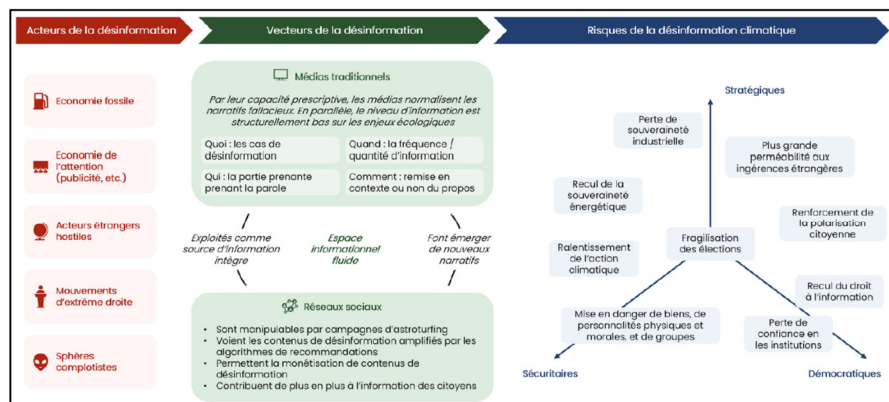 Acteurs de la désinformation
Vecteurs de la désinformation
Risques de la désinformation climatique
Economie fossile
Economie de
l'attention
(publicité, etc.)
Acteurs étrangers
hostiles
Mouvements
d'extrême droite
Sphères
complotistes
Médias traditionnels
Par leur capacité prescriptive, les médias normalisent les
narratifs fallacieux. En parallèle, le niveau d'information est
structurellement bas sur les enjeux écologiques
Quoi : les cas de
désinformation
Quand : la fréquence /
quantité d'information
Qui : la partie prenante
prenant la parole
Comment : remise en
contexte ou non du propos
Exploités comme
source d'information
intègre
Espace
informationnel
fluide
Font émerger
de nouveaux
narratifs
Réseaux sociaux
• Sont manipulables par campagnes d'astroturfing
• Voient les contenus de désinformation amplifiés par les
algorithmes de recommandations
• Permettent la monétisation de contenus de
désinformation
• Contribuent de plus en plus à l'information des citoyens
Stratégiques
Perte de
souveraineté
industrielle
Plus grande
perméabilité aux
ingérences étrangères
Recul de la
souveraineté
énergétique
Renforcement de
la polarisation
citoyenne
Fragilisation
des élections
Ralentissement
de l'action
climatique
Recul du droit
à l'information
Mise en danger de biens, de
personnalités physiques et
morales, et de groupes
Perte de
confiance en
les institutions
Sécuritaires
Démocratiques